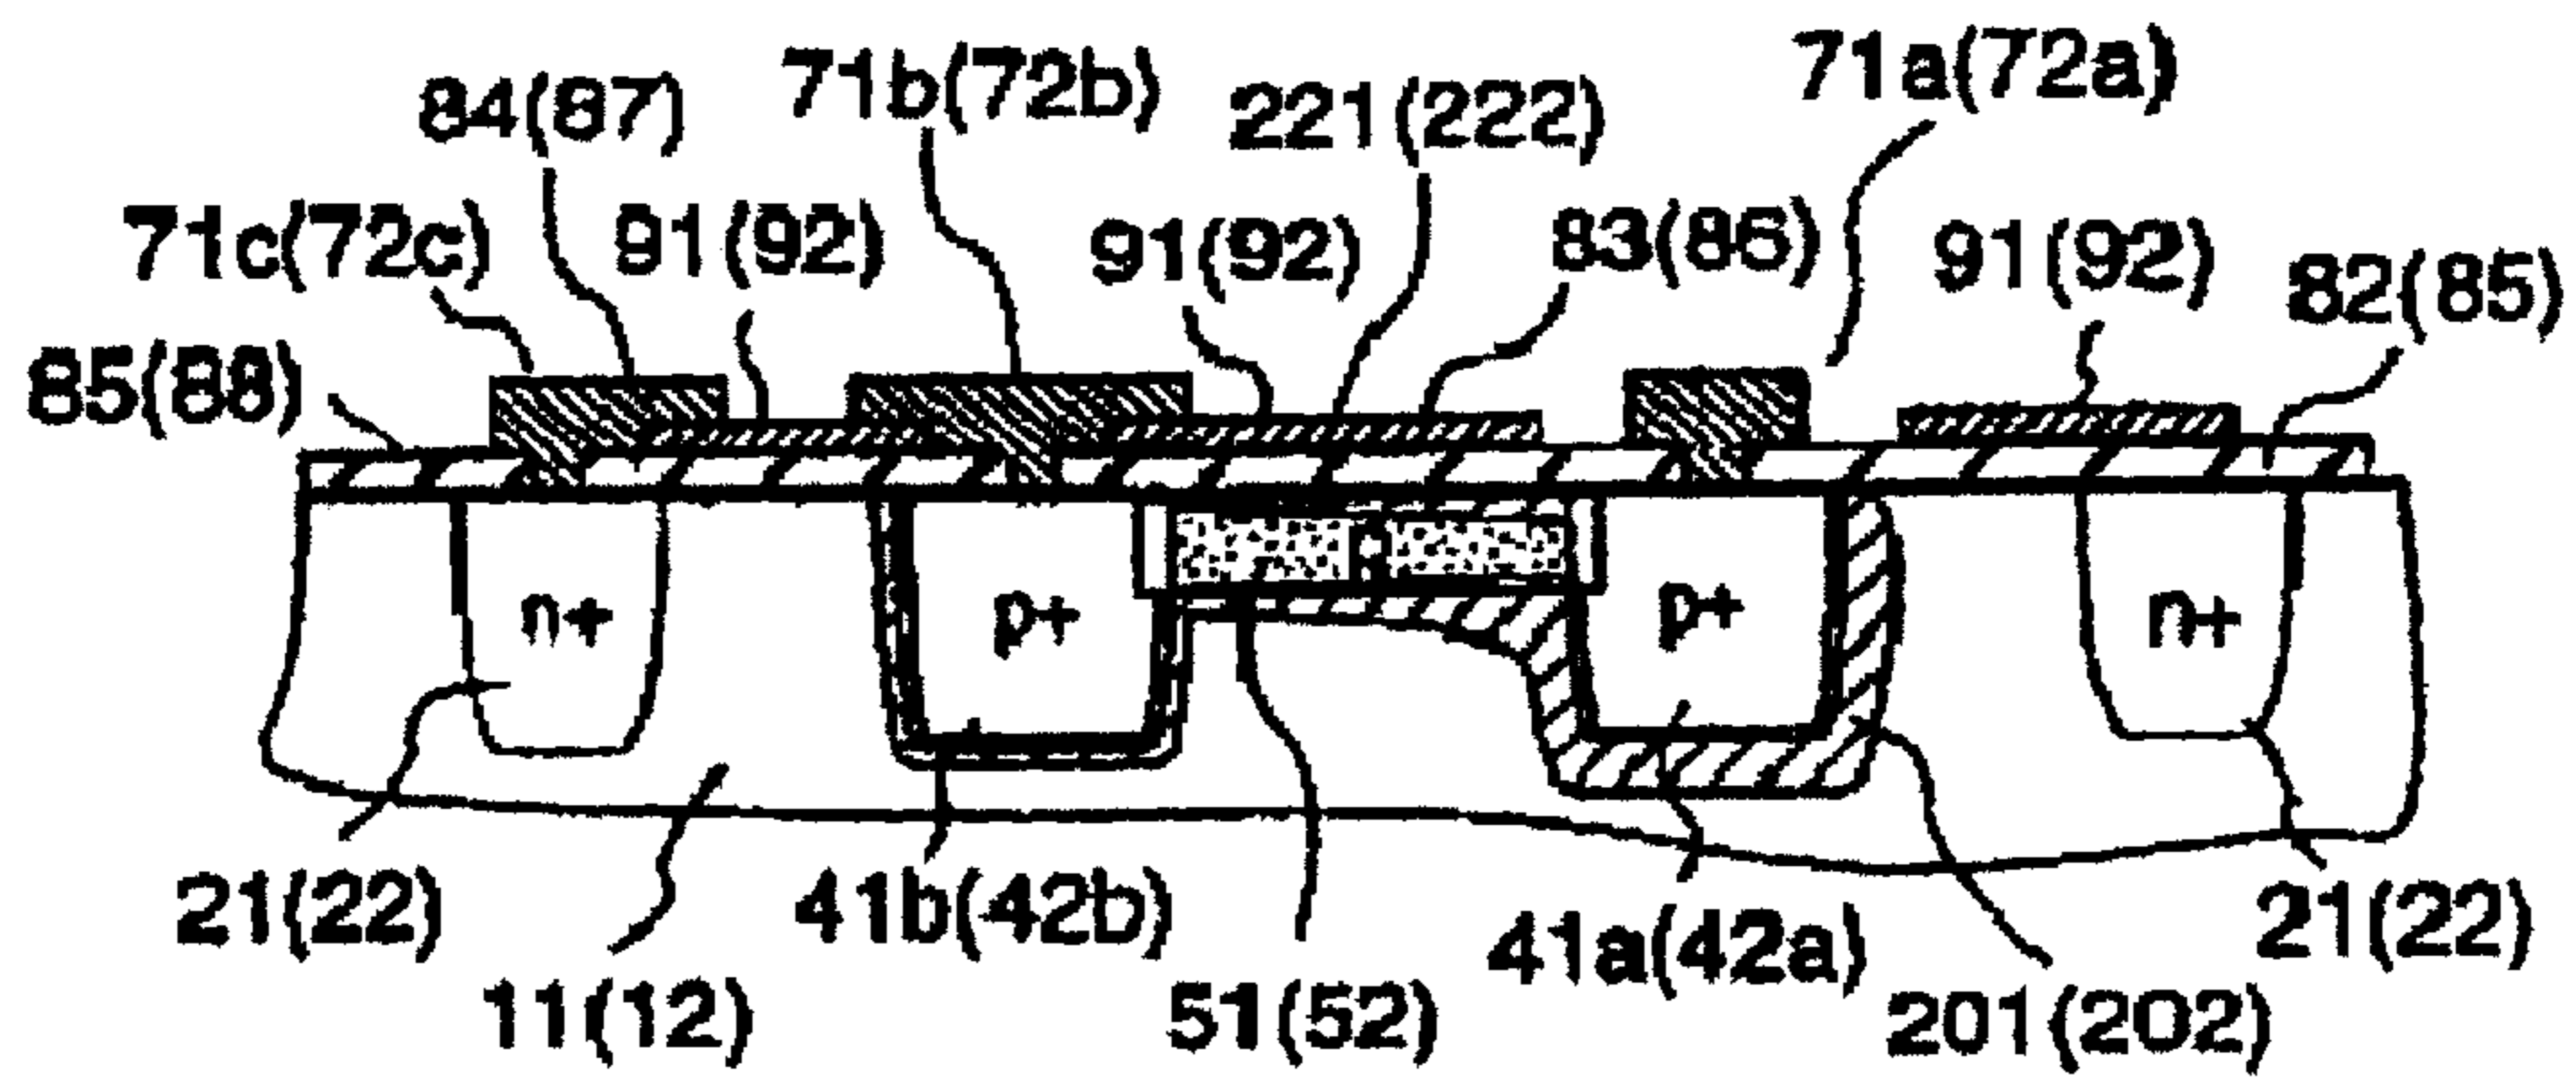 71b(72b)
71a(72a)
84(87)
221(222)
71c(72c)
91(92)
91(92)
83(86)
91(92)
82(85)
85(88)
n+
p+
p+
n+
21(22)
41b(42b)
41a(42a)
21(22)
11(12)
51(52)
201(202)